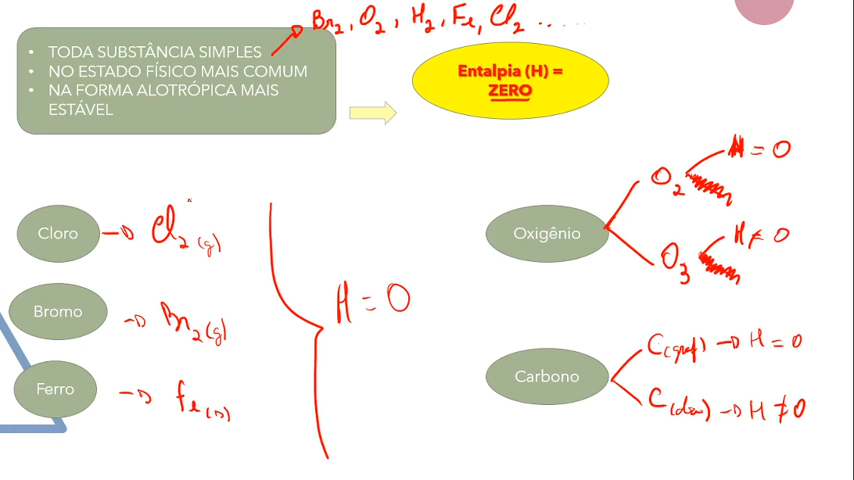 Br2, O2, H2, Fe, Cl2 ........
• TODA SUBSTÂNCIA SIMPLES
• NO ESTADO FÍSICO MAIS COMUM
• NA FORMA ALOTRÓPICA MAIS
ESTÁVEL
Entalpia (H) =
ZERO
Cloro → Cl2(g)
Bromo → Br2(g)
Ferro → Fe(s)
H = 0
Oxigênio
O2
H = 0
O3
H ≠ 0
Carbono
C(graf) → H = 0
C(dia) → H ≠ 0